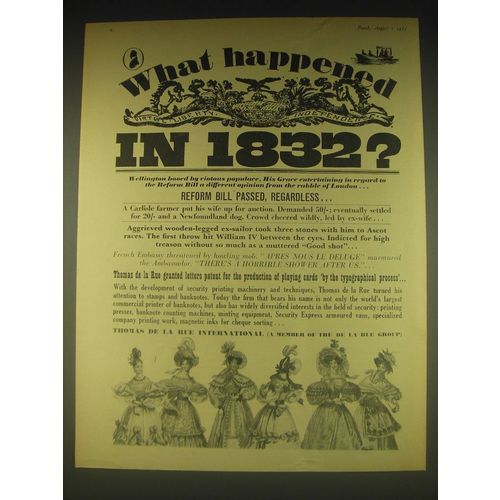 Punch, August 7 1963
What happened
VIRTUE LIBERTY INDEPENDENCE
IN 1832?
Wellington booed by riotous populace, His Grace entertaining in regard to
the Reform Bill a different opinion from the rabble of London...
REFORM BILL PASSED, REGARDLESS...
A Carlisle farmer put his wife up for auction. Demanded 50/-; eventually settled
for 20/- and a Newfoundland dog. Crowd cheered wildly, led by ex-wife...
Aggrieved wooden-legged ex-sailor took three stones with him to Ascot
races. The first throw hit William IV between the eyes. Indicted for high
treason without so much as a muttered "Good shot"...
French Embassy threatened by howling mob. "APRES NOUS LE DELUGE" murmured
the Ambassador. "THERE'S A HORRIBLE SHOWER AFTER US."...
Thomas de la Rue granted letters patent for the production of playing cards 'by the typographical process'...
With the development of security printing machinery and techniques, Thomas de la Rue turned his
attention to stamps and banknotes. Today the firm that bears his name is not only the world's largest
commercial printer of banknotes, but also has widely diversified interests in the field of security: printing
presses, banknote counting machines, minting equipment, Security Express armoured vans, specialised
company printing work, magnetic inks for cheque sorting...
THOMAS DE LA RUE INTERNATIONAL (A MEMBER OF THE DE LA RUE GROUP)